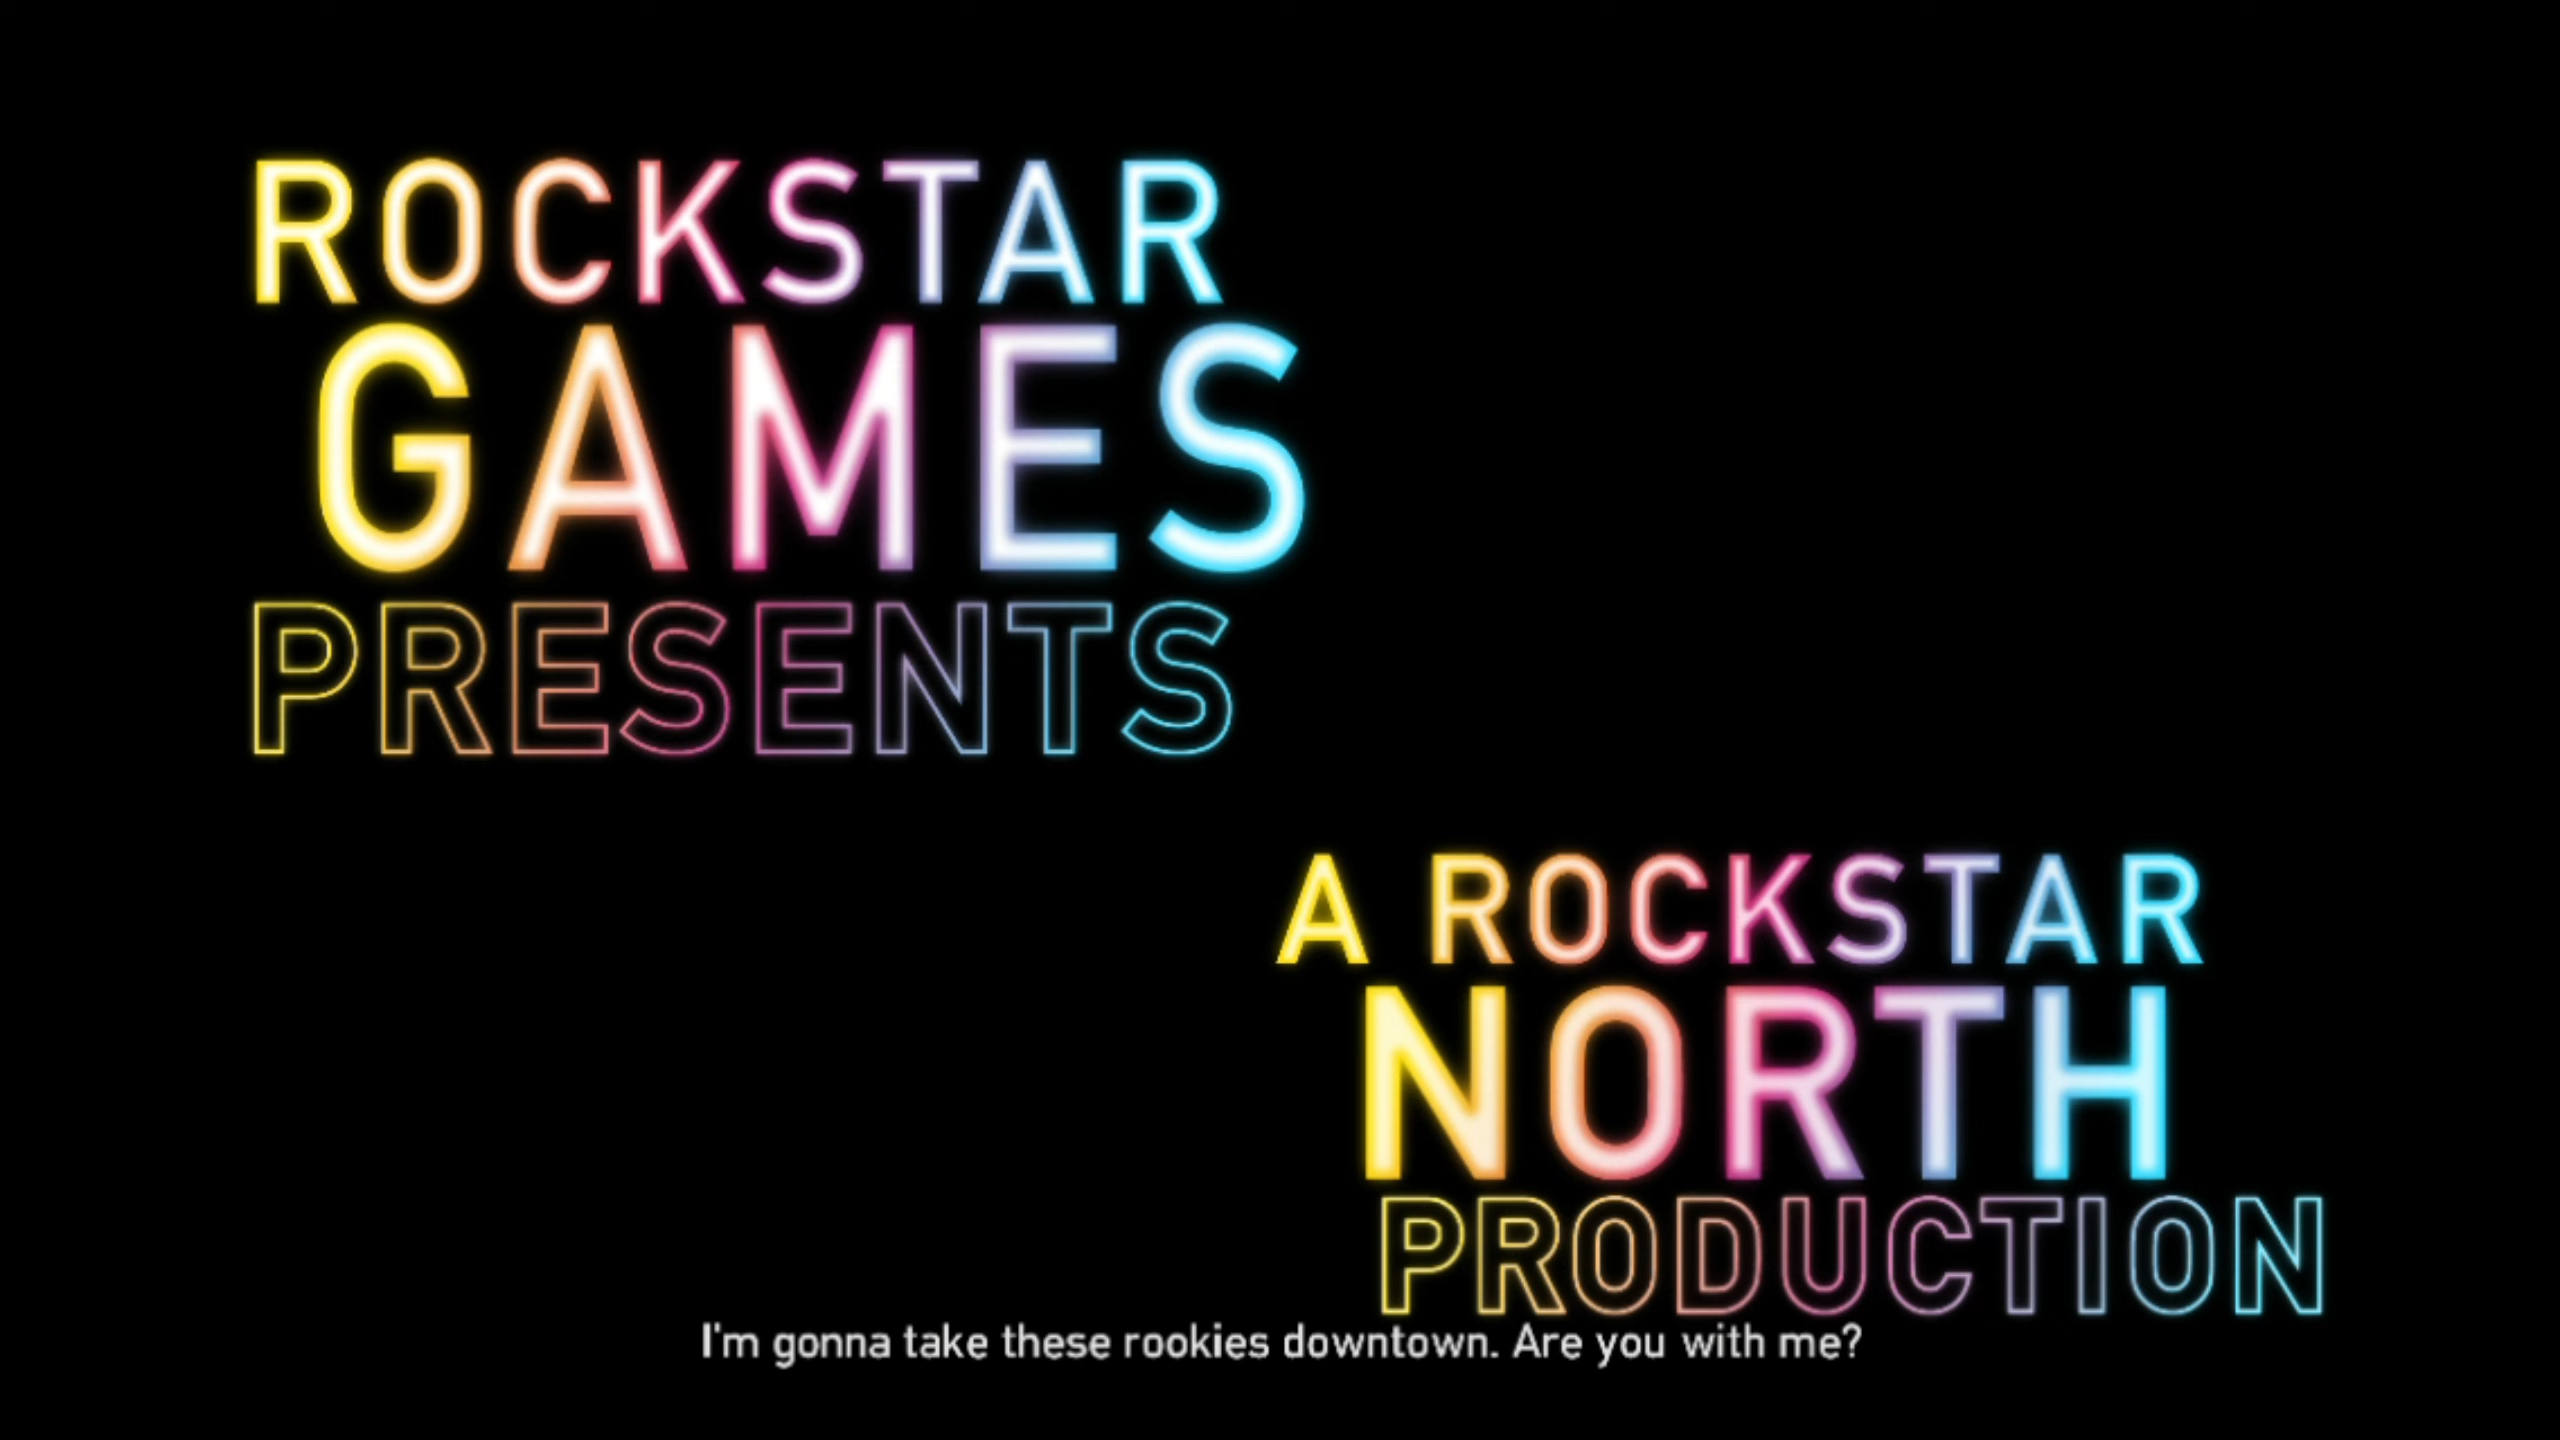 ROCKSTAR
GAMES
PRESENTS
A ROCKSTAR
NORTH
PRODUCTION
I'm gonna take these rookies downtown. Are you with me?